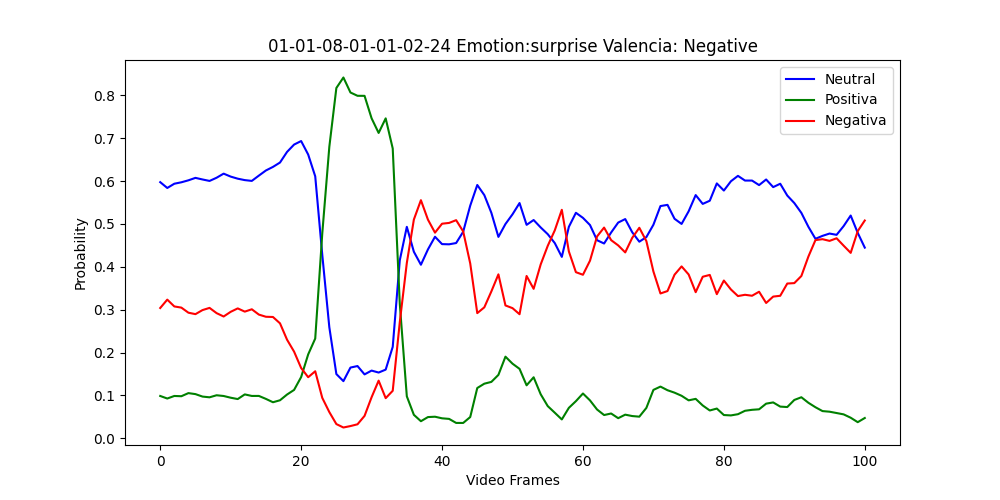 01-01-08-01-01-02-24 Emotion:surprise Valencia: Negative
Neutral
Positiva
Negativa
Probability
0.8
0.7
0.6
0.5
0.4
0.3
0.2
0.1
0.0
0 20 40 60 80 100
Video Frames